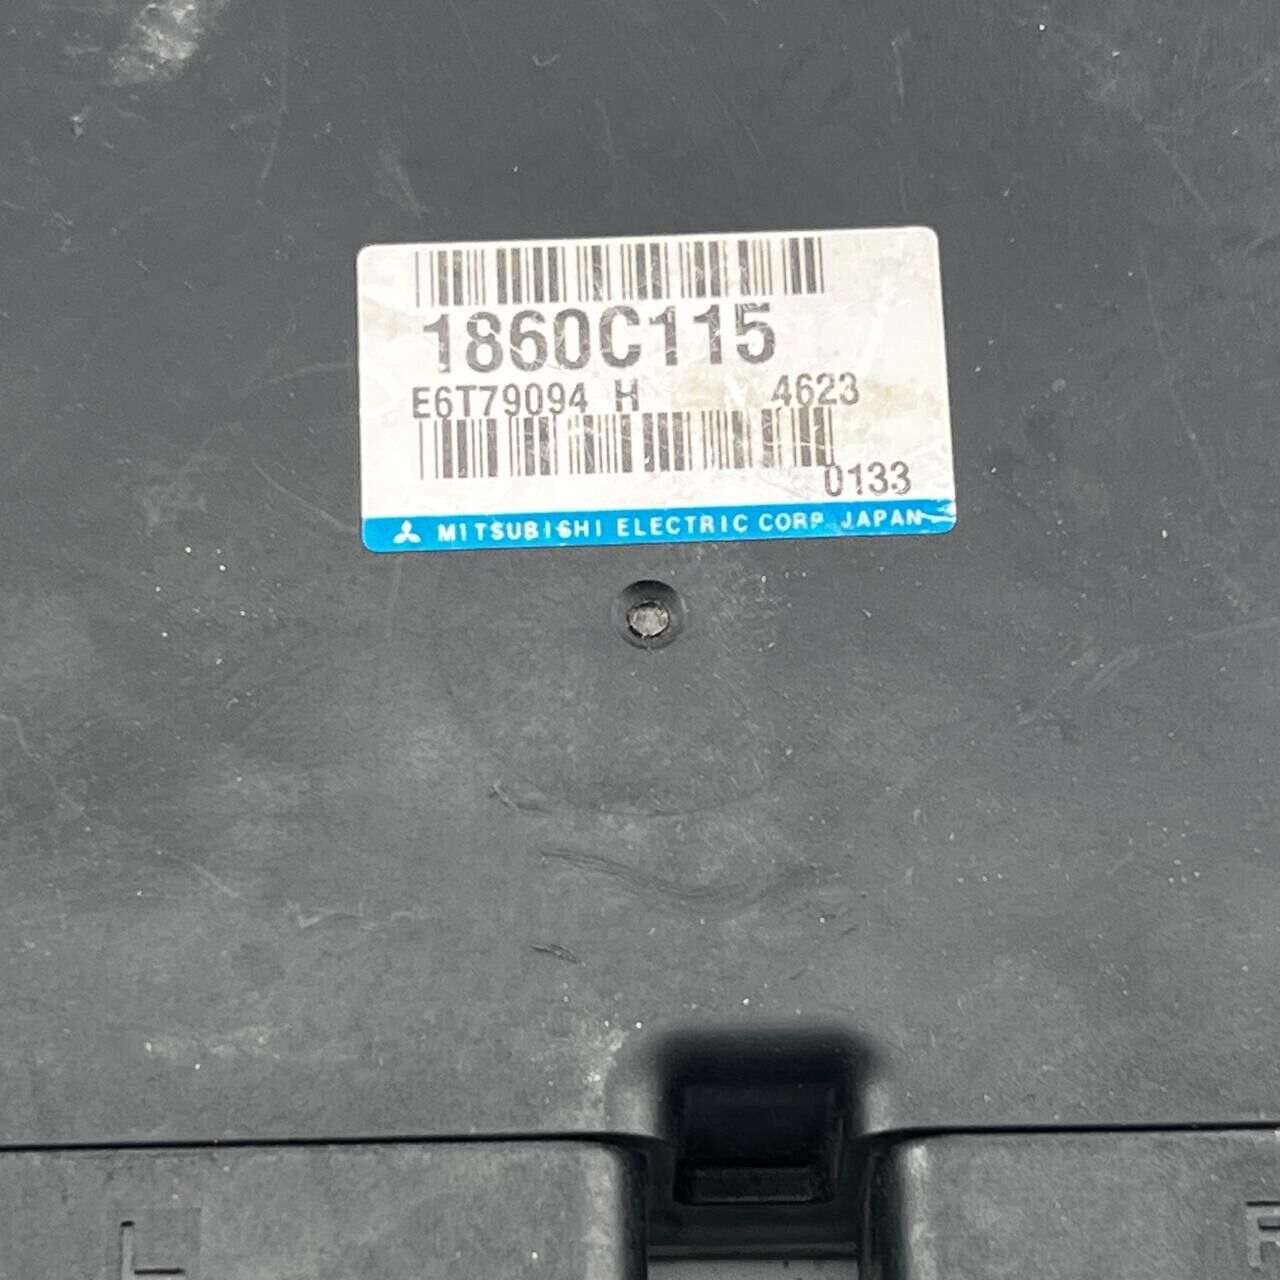 1860C115
E6T79094 H 4623
0133
MITSUBISHI ELECTRIC CORP. JAPAN
L
R